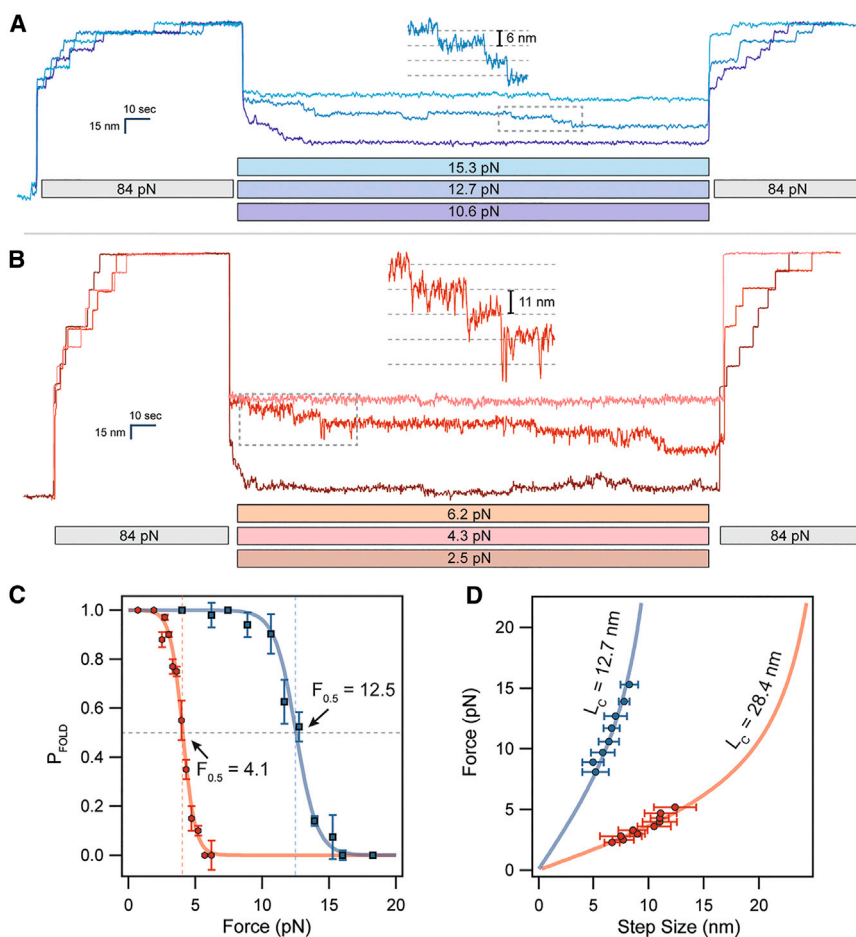 A
6 nm
10 sec
15 nm
15.3 pN
84 pN
12.7 pN
84 pN
10.6 pN
B
11 nm
10 sec
15 nm
6.2 pN
84 pN
4.3 pN
84 pN
2.5 pN
C
1.0
0.8
0.6
0.4
0.2
0.0
P_FOLD
F_0.5 = 12.5
F_0.5 = 4.1
0
5
10
15
20
Force (pN)
D
20
15
10
5
0
Force (pN)
L_C = 12.7 nm
L_C = 28.4 nm
0
5
10
15
20
Step Size (nm)